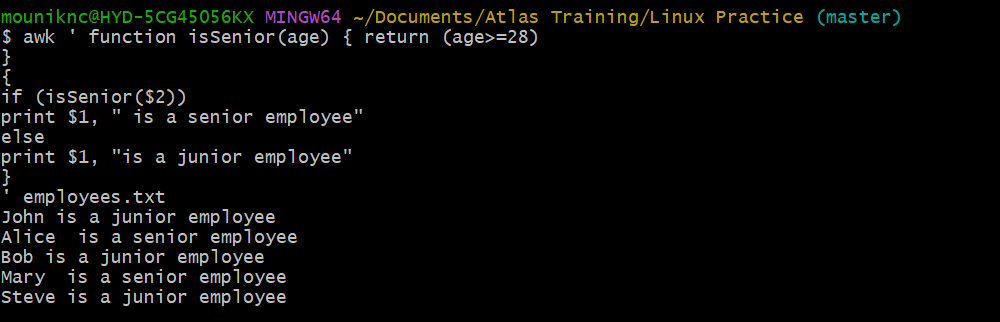 mouniknc@HYD-5CG45056KX MINGW64 ~/Documents/Atlas Training/Linux Practice (master)
$ awk ' function isSenior(age) { return (age>=28)
}
{
if (isSenior($2))
print $1, " is a senior employee"
else
print $1, "is a junior employee"
}
' employees.txt
John is a junior employee
Alice  is a senior employee
Bob is a junior employee
Mary  is a senior employee
Steve is a junior employee